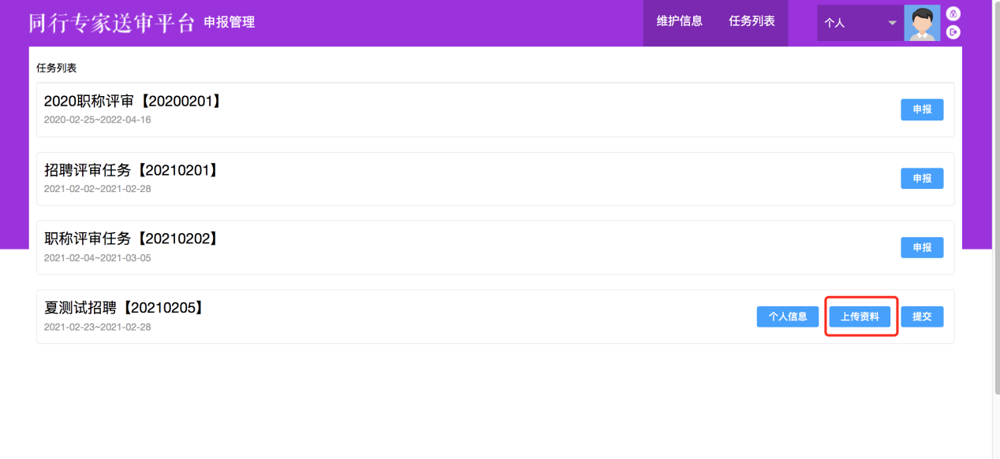 同行专家送审平台 申报管理 维护信息 任务列表 个人
任务列表
2020职称评审【20200201】
2020-02-25~2022-04-16
申报
招聘评审任务【20210201】
2021-02-02~2021-02-28
申报
职称评审任务【20210202】
2021-02-04~2021-03-05
申报
夏测试招聘【20210205】
2021-02-23~2021-02-28
个人信息 上传资料 提交